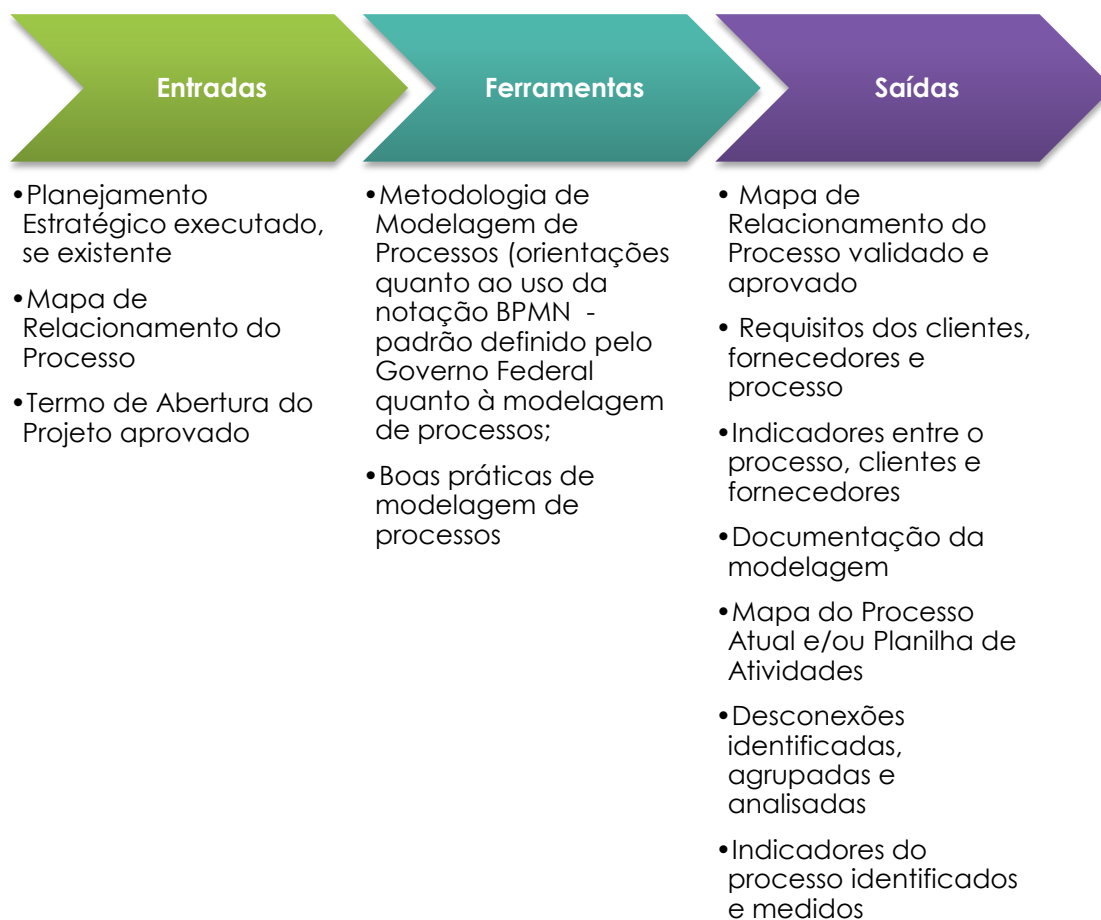 Entradas
•Planejamento
Estratégico executado,
se existente
•Mapa de
Relacionamento do
Processo
•Termo de Abertura do
Projeto aprovado
Ferramentas
•Metodologia de
Modelagem de
Processos (orientações
quanto ao uso da
notação BPMN -
padrão definido pelo
Governo Federal
quanto à modelagem
de processos;
•Boas práticas de
modelagem de
processos
Saídas
• Mapa de
Relacionamento do
Processo validado e
aprovado
• Requisitos dos clientes,
fornecedores e
processo
•Indicadores entre o
processo, clientes e
fornecedores
•Documentação da
modelagem
•Mapa do Processo
Atual e/ou Planilha de
Atividades
•Desconexões
identificadas,
agrupadas e
analisadas
•Indicadores do
processo identificados
e medidos